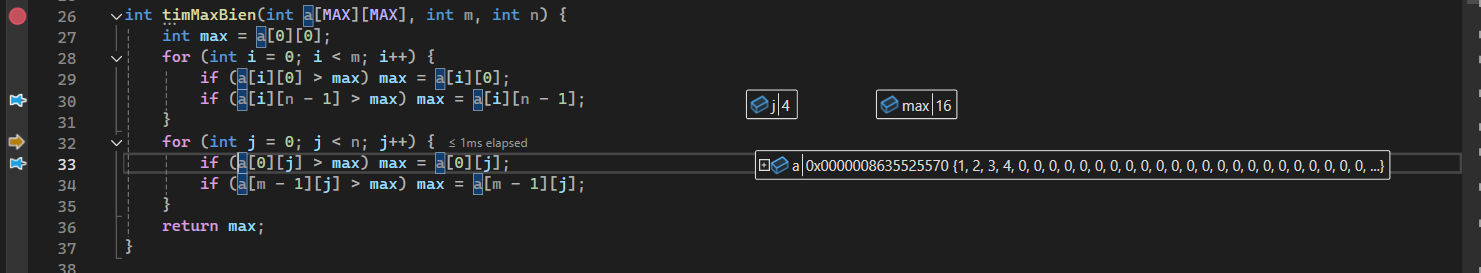 26 int timMaxBien(int a[MAX][MAX], int m, int n) {
27 int max = a[0][0];
28 for (int i = 0; i < m; i++) {
29 if (a[i][0] > max) max = a[i][0];
30 if (a[i][n - 1] > max) max = a[i][n - 1]; j 4 max 16
31 }
32 for (int j = 0; j < n; j++) { ≤ 1ms elapsed
33 if (a[0][j] > max) max = a[0][j]; a 0x0000008635525570 {1, 2, 3, 4, 0, 0, 0, 0, 0, 0, 0, 0, 0, 0, 0, 0, 0, 0, 0, 0, 0, 0, 0, 0, 0, 0, 0, ...}
34 if (a[m - 1][j] > max) max = a[m - 1][j];
35 }
36 return max;
37 }
38